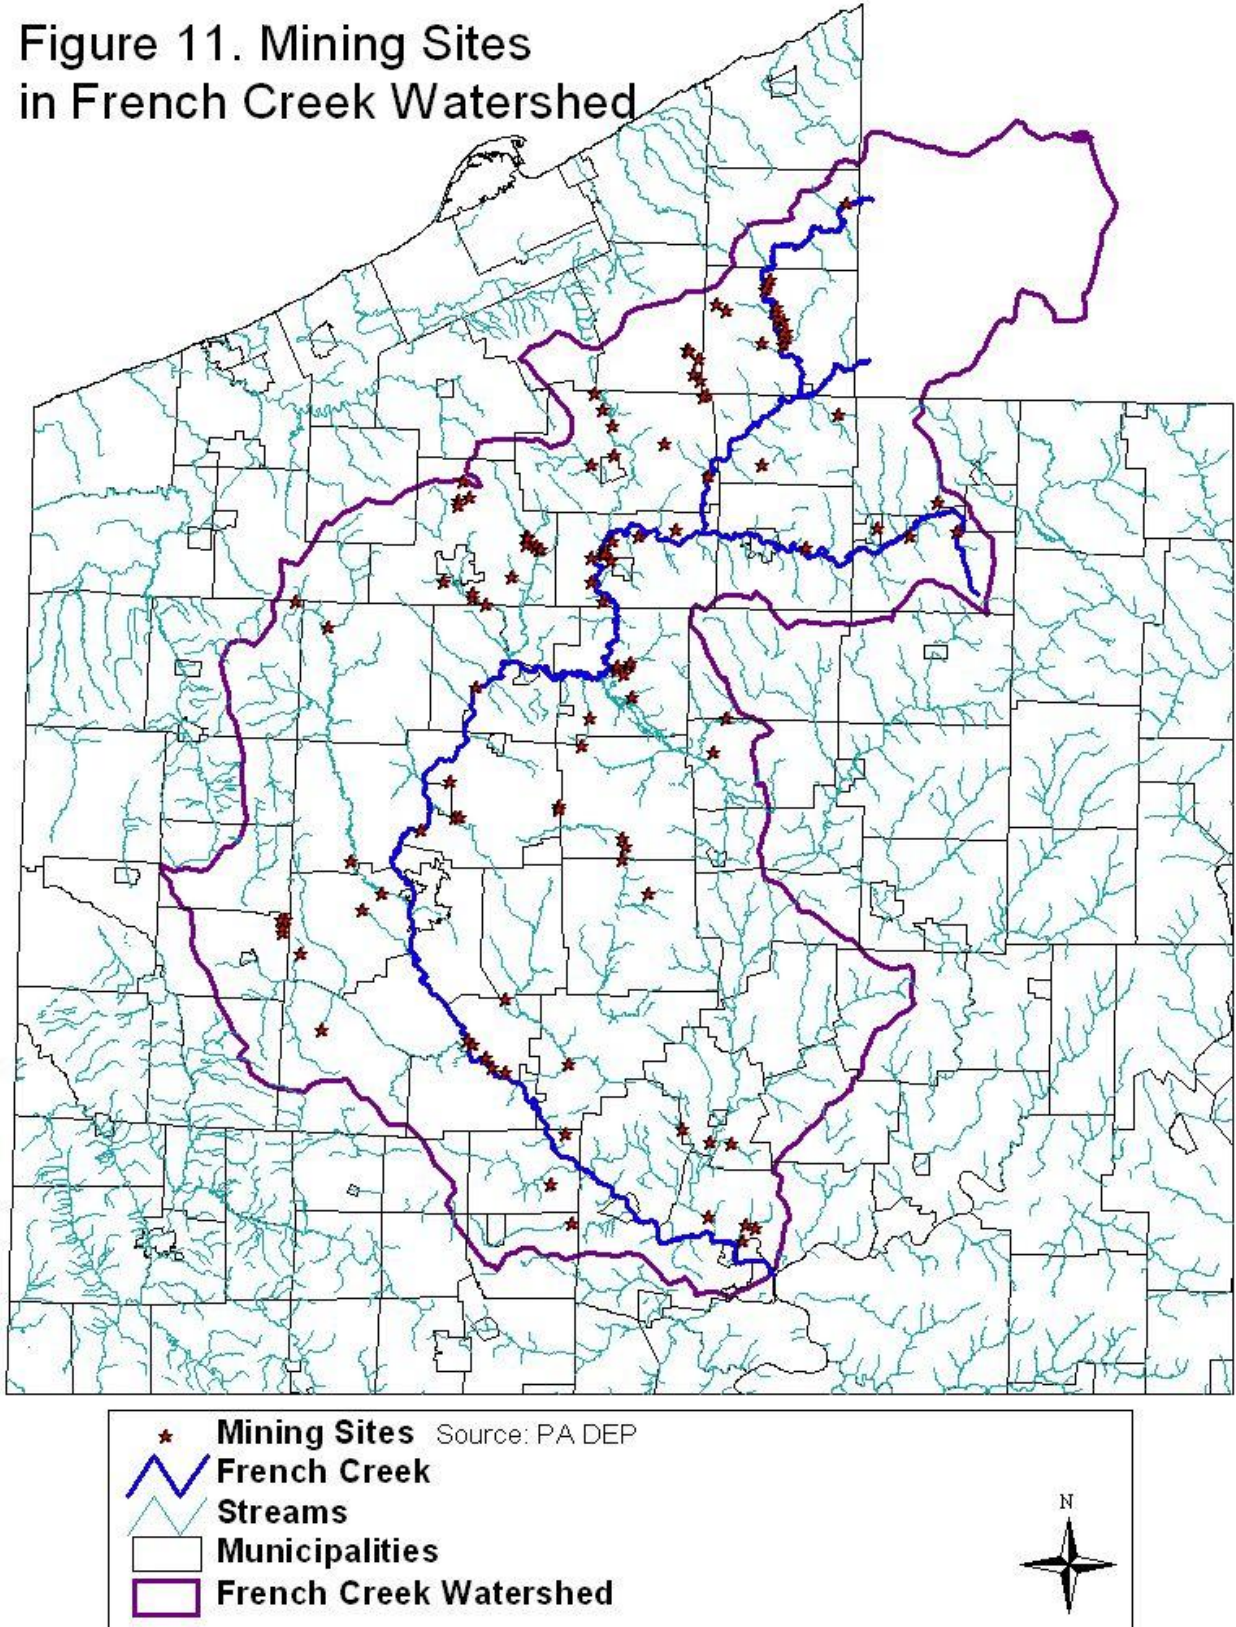 Figure 11. Mining Sites
in French Creek Watershed
Mining Sites Source: PA DEP
French Creek
Streams
N
Municipalities
French Creek Watershed